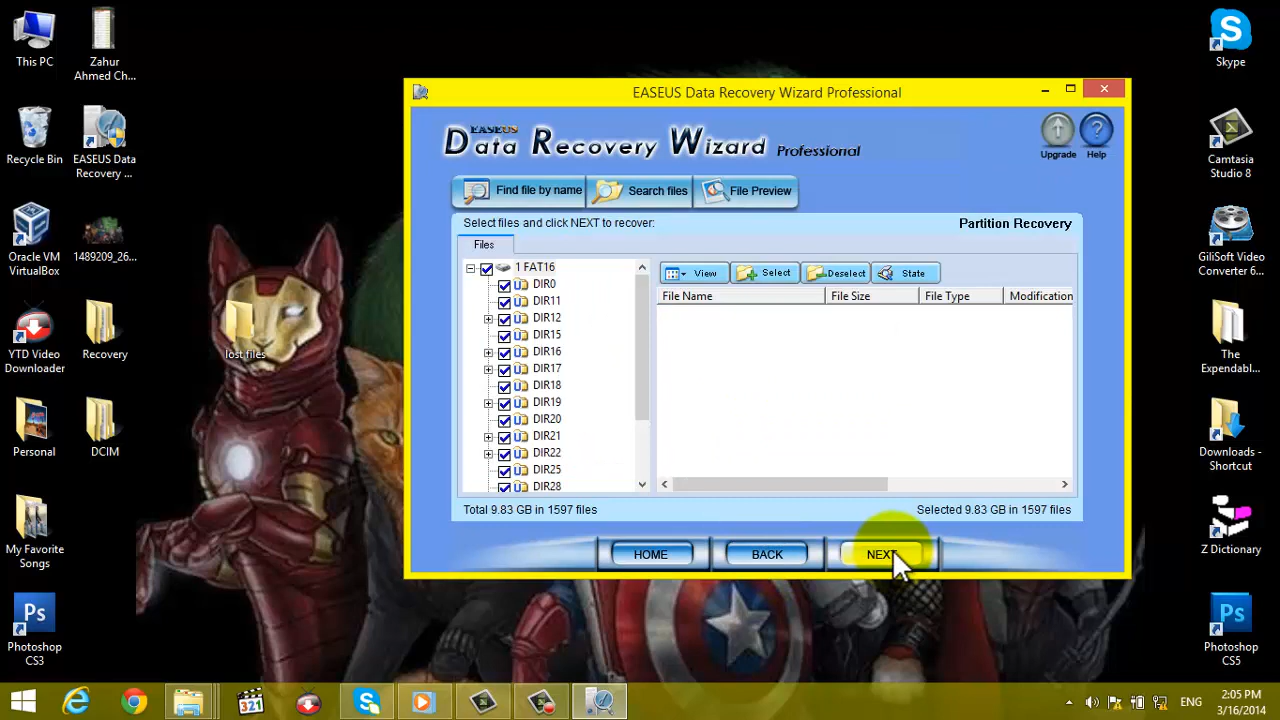 This PC
Zahur
Ahmed Ch...
Recycle Bin
EASEUS Data
Recovery ...
Oracle VM
VirtualBox
1489209_26...
YTD Video
Downloader
Recovery
lost files
Personal
DCIM
My Favorite
Songs
Photoshop
CS3
EASEUS Data Recovery Wizard Professional
EASEUS
Data Recovery Wizard Professional
Upgrade
Help
Find file by name
Search files
File Preview
Select files and click NEXT to recover:
Partition Recovery
Files
1 FAT16
DIR0
DIR11
DIR12
DIR15
DIR16
DIR17
DIR18
DIR19
DIR20
DIR21
DIR22
DIR25
DIR28
View
Select
Deselect
State
File Name
File Size
File Type
Modification
Total 9.83 GB in 1597 files
Selected 9.83 GB in 1597 files
HOME
BACK
NEXT
Skype
Camtasia
Studio 8
GiliSoft Video
Converter 6...
The
Expendabl...
Downloads -
Shortcut
Z Dictionary
Photoshop
CS5
321
ENG
2:05 PM
3/16/2014